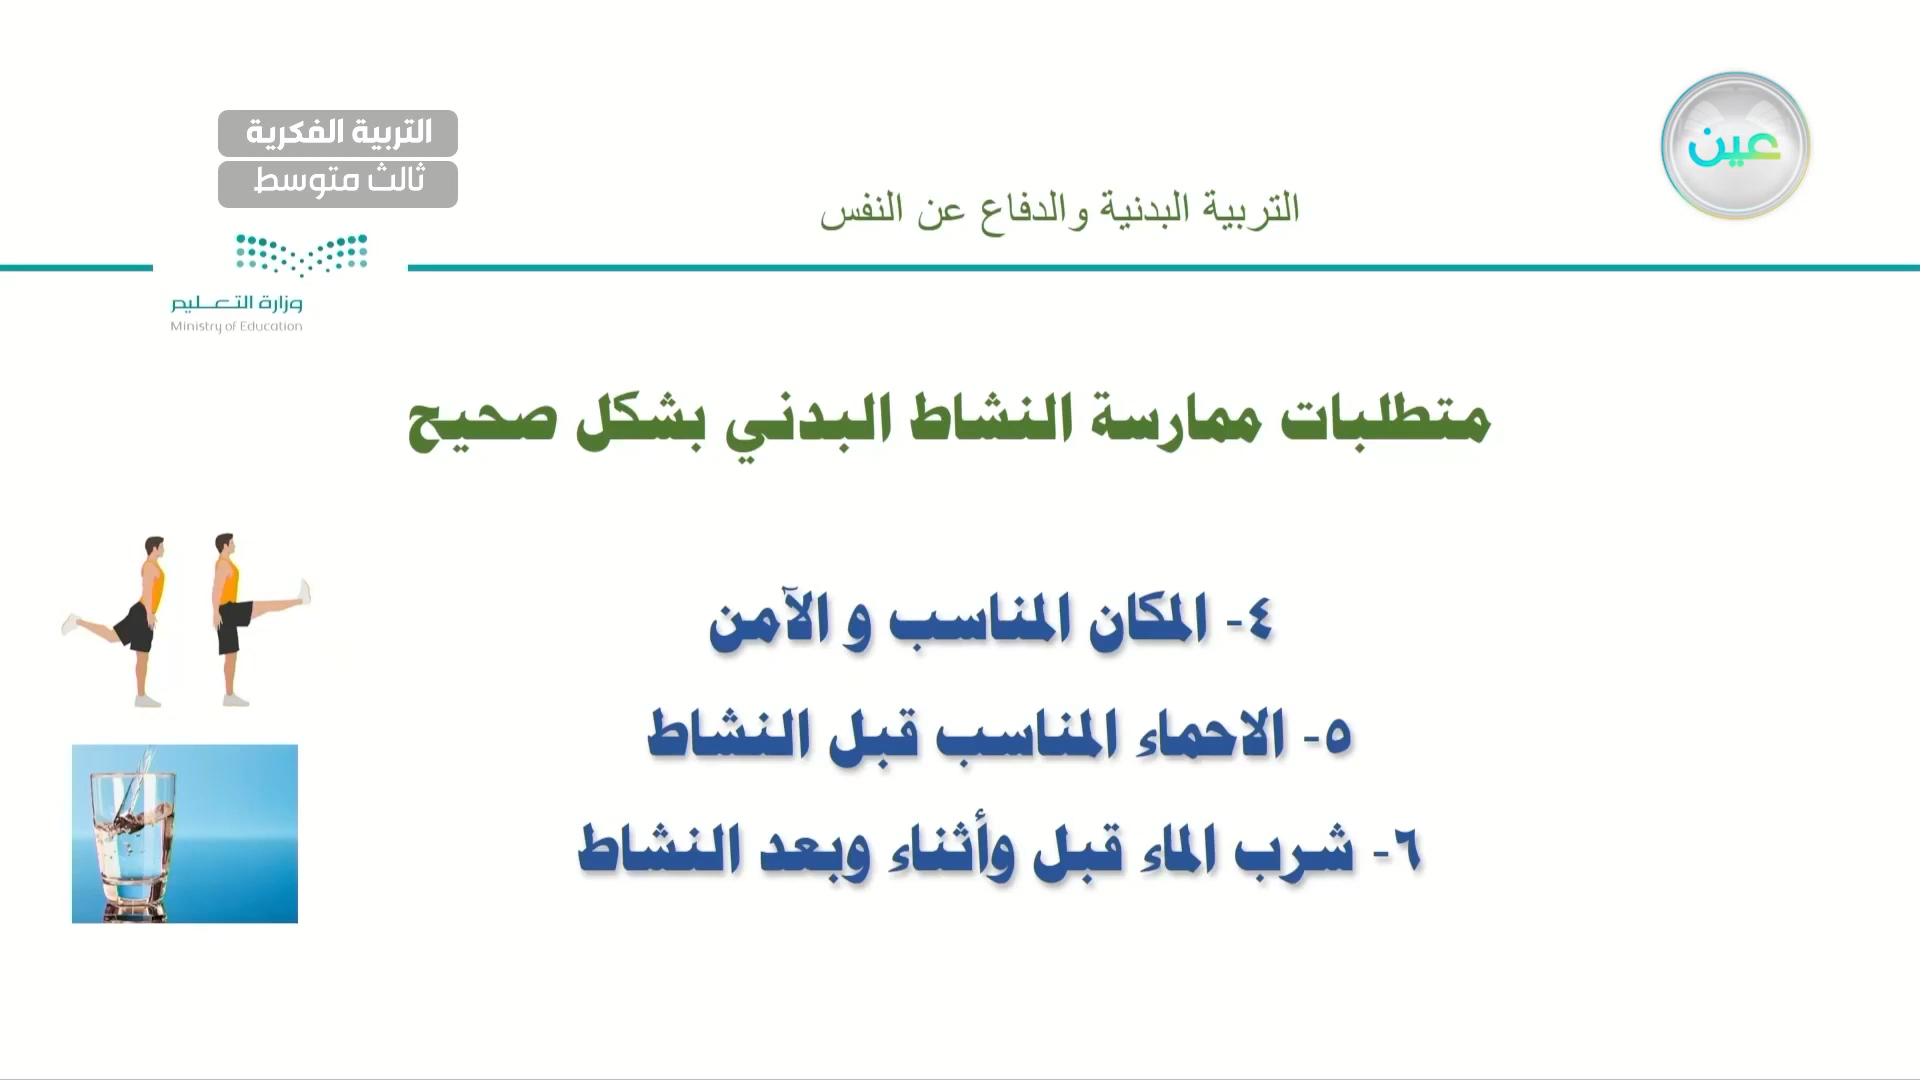 عين
التربية الفكرية
ثالث متوسط
التربية البدنية والدفاع عن النفس
وزارة التعليم
Ministry of Education
متطلبات ممارسة النشاط البدني بشكل صحيح
٤- المكان المناسب و الآمن
٥- الاحماء المناسب قبل النشاط
٦- شرب الماء قبل وأثناء وبعد النشاط